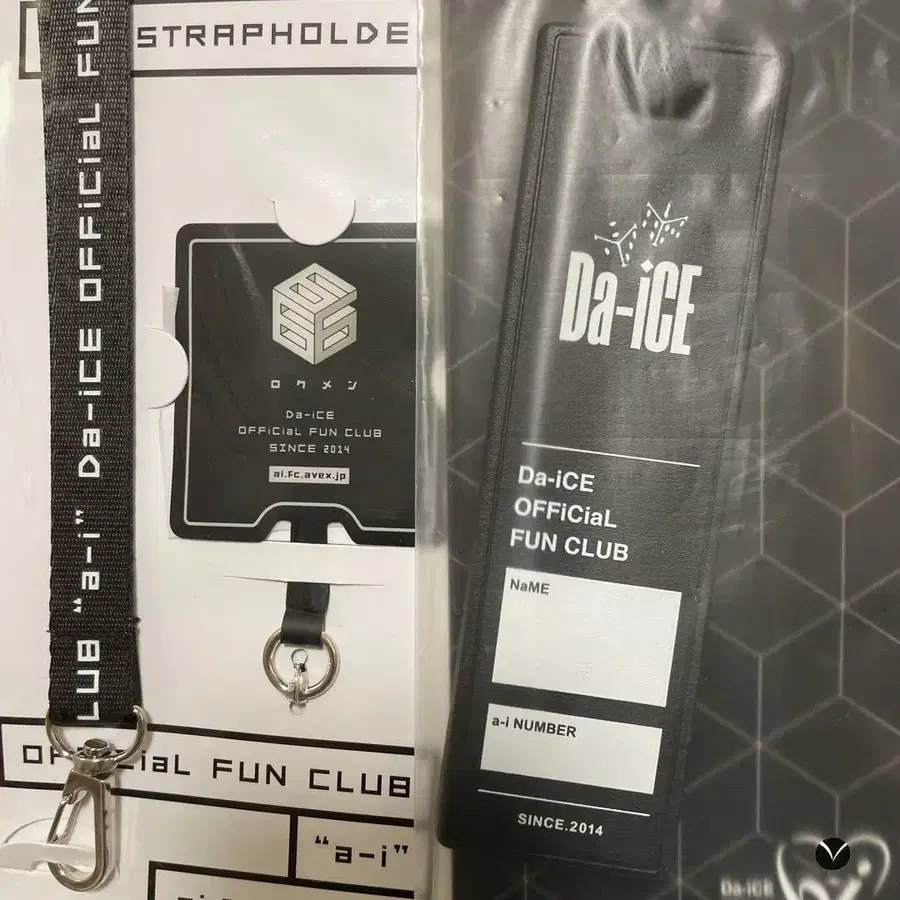 STRAPHOLDE
LUB “a-i” Da-iCE OFFiCiaL FUN
ロクメン
Da-iCE
OFFiCiaL FUN CLUB
SINCE 2014
ai.fc.avex.jp
FUN CLUB
“a-i”
Da-iCE
Da-iCE
OFFiCiaL
FUN CLUB
NaME
a-i NUMBER
SINCE.2014
Da-iCE